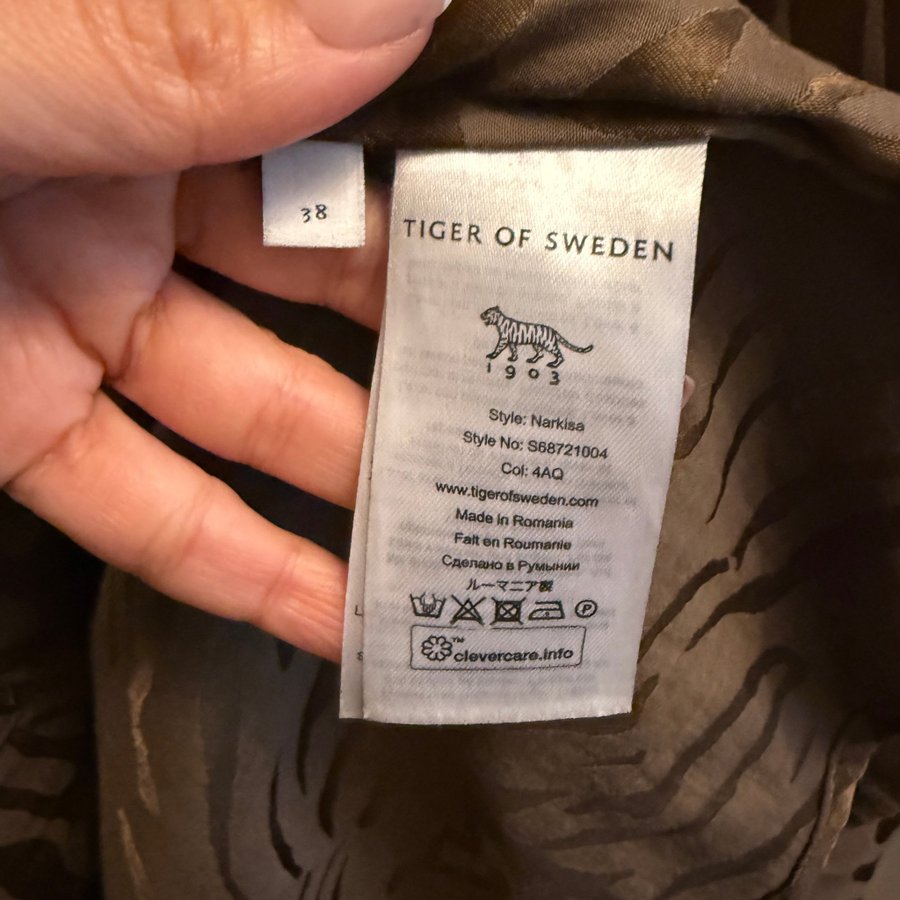 38
TIGER OF SWEDEN
1903
Style: Narkisa
Style No: S68721004
Col: 4AQ
www.tigerofsweden.com
Made in Romania
Fait en Roumanie
Сделано в Румынии
ルーマニア製
P
clevercare.info